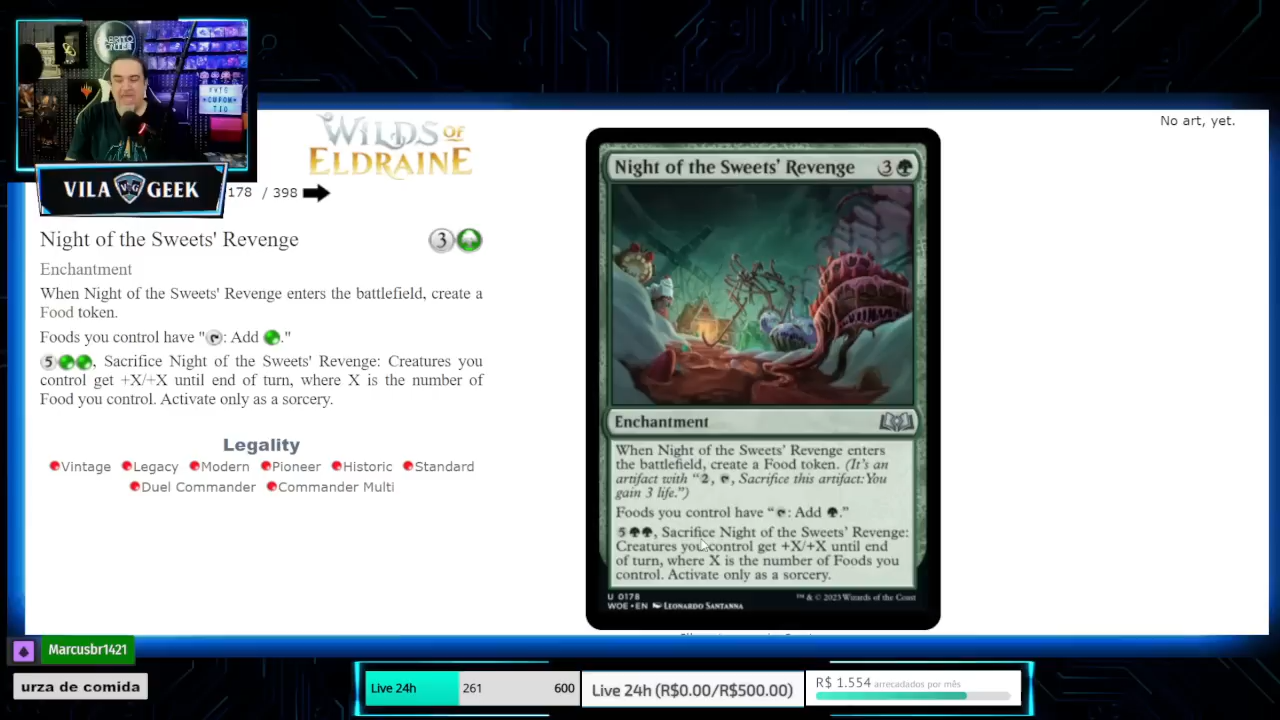 VILA GEEK
WILDS OF
ELDRAINE
178 / 398
No art, yet.
Night of the Sweets' Revenge 3
Enchantment
When Night of the Sweets' Revenge enters the battlefield, create a
Food token.
Foods you control have ": Add ."
5, Sacrifice Night of the Sweets' Revenge: Creatures you
control get +X/+X until end of turn, where X is the number of
Food you control. Activate only as a sorcery.
Legality
Vintage Legacy Modern Pioneer Historic Standard
Duel Commander Commander Multi
Night of the Sweets' Revenge 3
Enchantment
When Night of the Sweets' Revenge enters
the battlefield, create a Food token. (It's an
artifact with "2, , Sacrifice this artifact: You
gain 3 life.")
Foods you control have ": Add ."
5, Sacrifice Night of the Sweets' Revenge:
Creatures you control get +X/+X until end
of turn, where X is the number of Foods you
control. Activate only as a sorcery.
U 0178
WOE • EN LEONARDO SANTANNA
™ & © 2023 Wizards of the Coast
Marcusbr1421
urza de comida
Live 24h 261 600
Live 24h (R$0.00/R$500.00)
R$ 1.554 arrecadados por mês